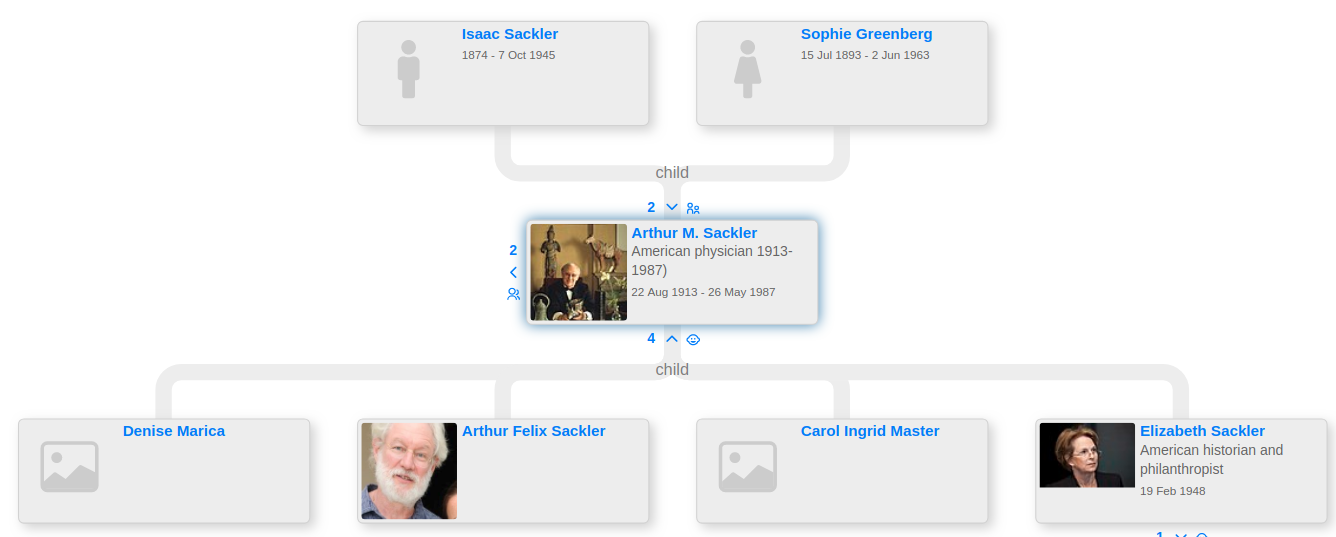 Isaac Sackler
1874 - 7 Oct 1945
Sophie Greenberg
15 Jul 1893 - 2 Jun 1963
child
2
2
Arthur M. Sackler
American physician 1913-
1987)
22 Aug 1913 - 26 May 1987
4
child
Denise Marica
Arthur Felix Sackler
Carol Ingrid Master
Elizabeth Sackler
American historian and
philanthropist
19 Feb 1948
1